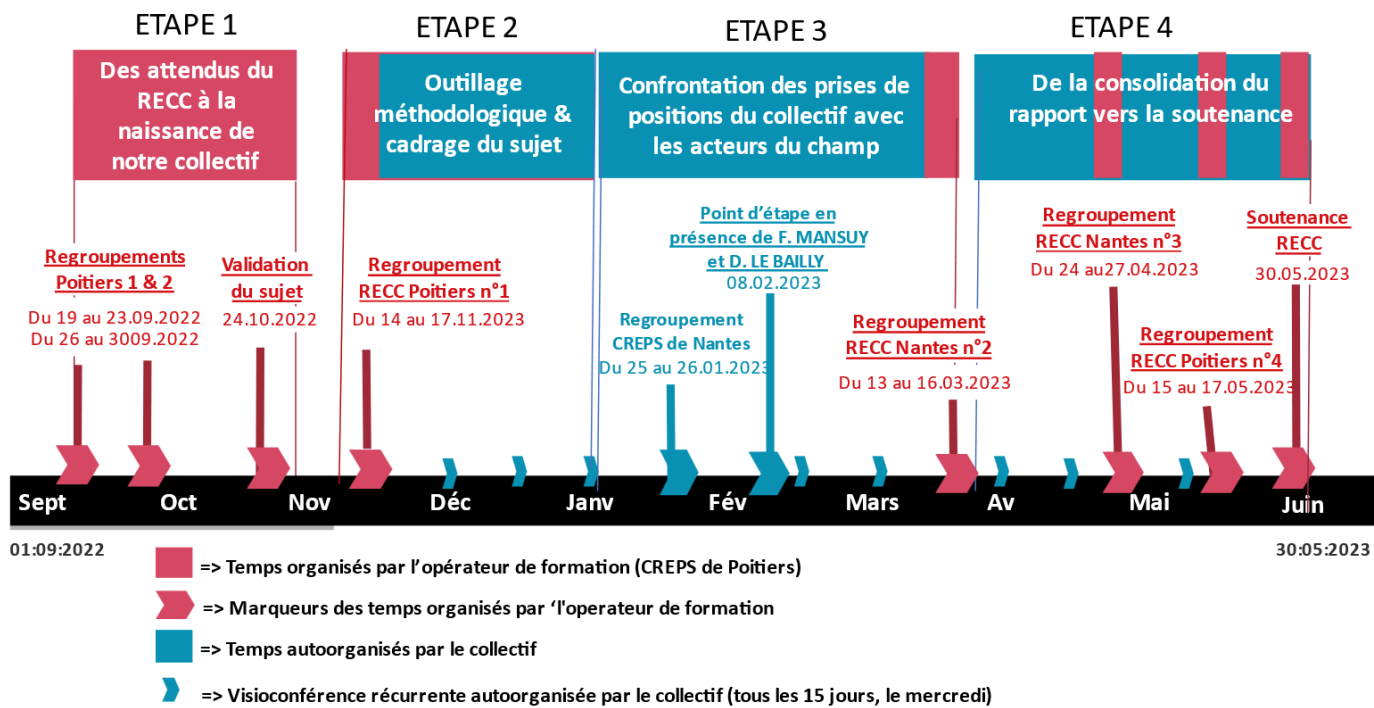 ETAPE 1
Des attendus du
RECC à la
naissance de
notre collectif
ETAPE 2
Outillage
méthodologique &
cadrage du sujet
ETAPE 3
Confrontation des prises de
positions du collectif avec
les acteurs du champ
ETAPE 4
De la consolidation du
rapport vers la soutenance
Regroupements
Poitiers 1 & 2
Du 19 au 23.09.2022
Du 26 au 3009.2022
Validation
du sujet
24.10.2022
Regroupement
RECC Poitiers n°1
Du 14 au 17.11.2023
Regroupement
CREPS de Nantes
Du 25 au 26.01.2023
Point d’étape en
présence de F. MANSUY
et D. LE BAILLY
08.02.2023
Regroupement
RECC Nantes n°2
Du 13 au 16.03.2023
Regroupement
RECC Nantes n°3
Du 24 au27.04.2023
Regroupement
RECC Poitiers n°4
Du 15 au 17.05.2023
Soutenance
RECC
30.05.2023
Sept
Oct
Nov
Déc
Janv
Fév
Mars
Av
Mai
Juin
01:09:2022
30:05:2023
=> Temps organisés par l’opérateur de formation (CREPS de Poitiers)
=> Marqueurs des temps organisés par ‘l'operateur de formation
=> Temps autoorganisés par le collectif
=> Visioconférence récurrente autoorganisée par le collectif (tous les 15 jours, le mercredi)